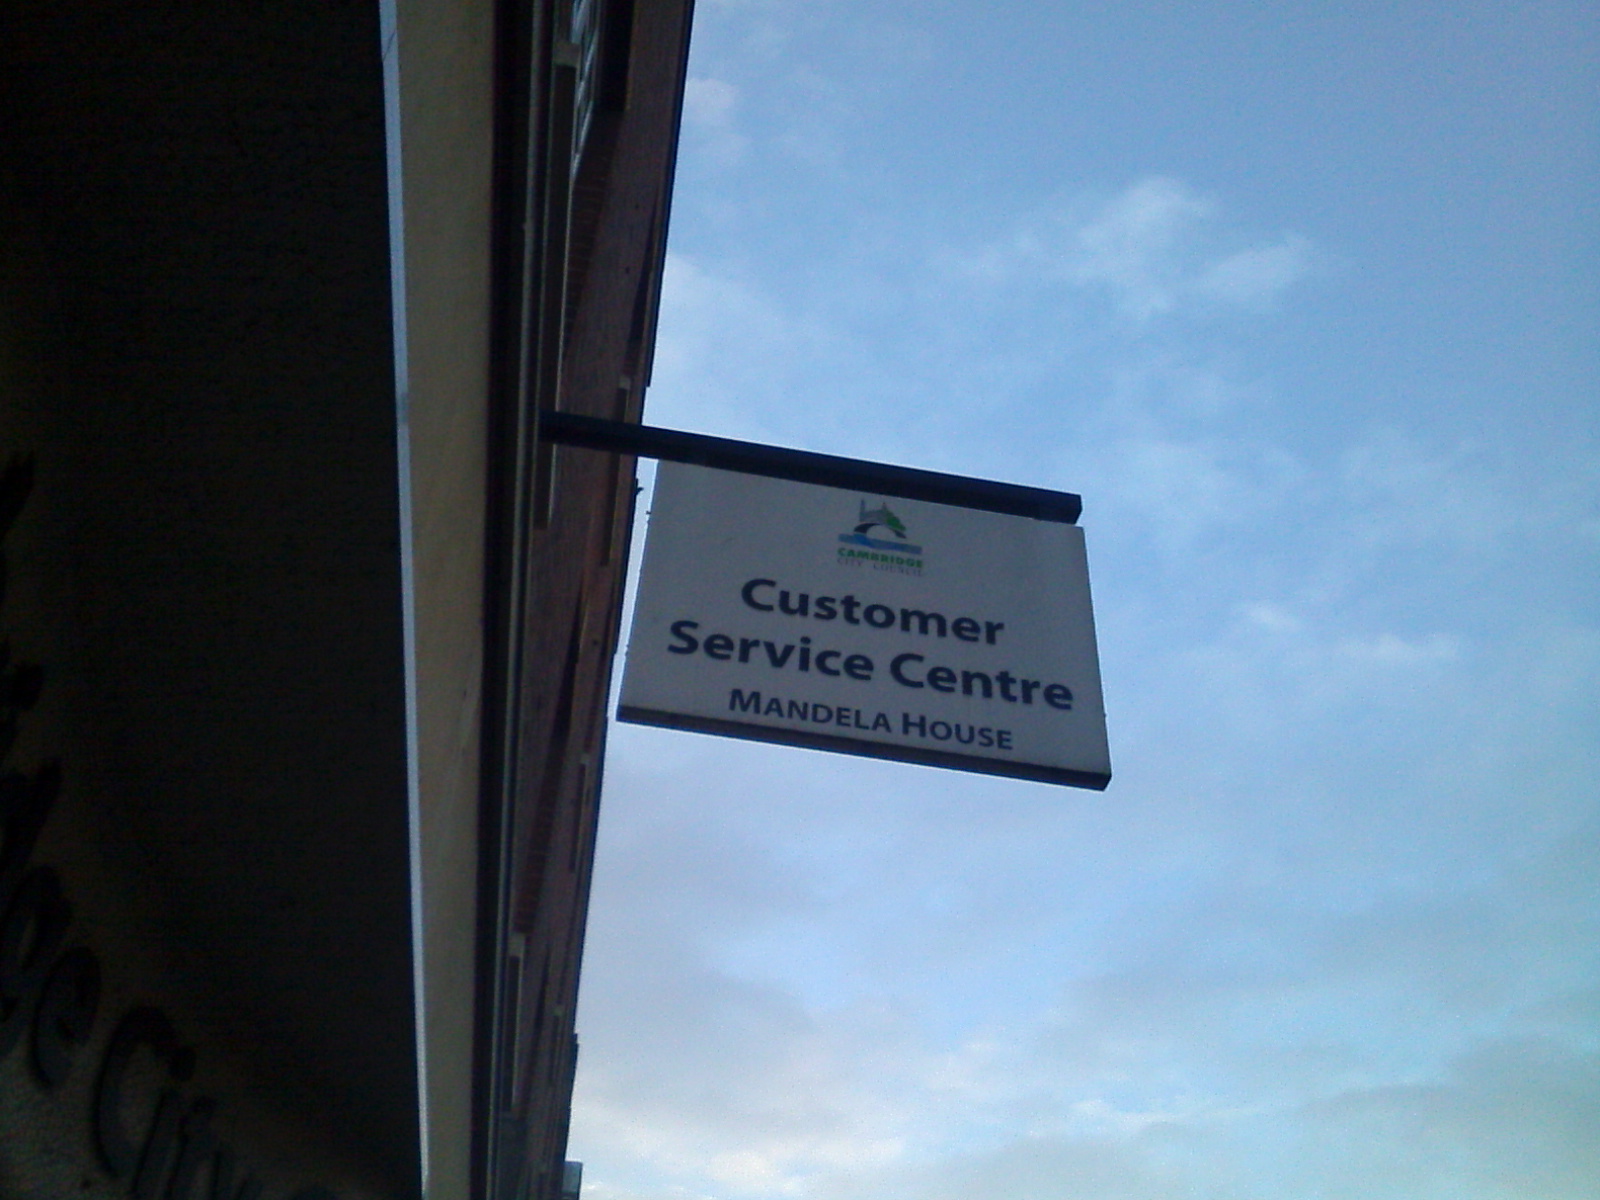 CAMBRIDGE
CITY COUNCIL
Customer
Service Centre
MANDELA HOUSE